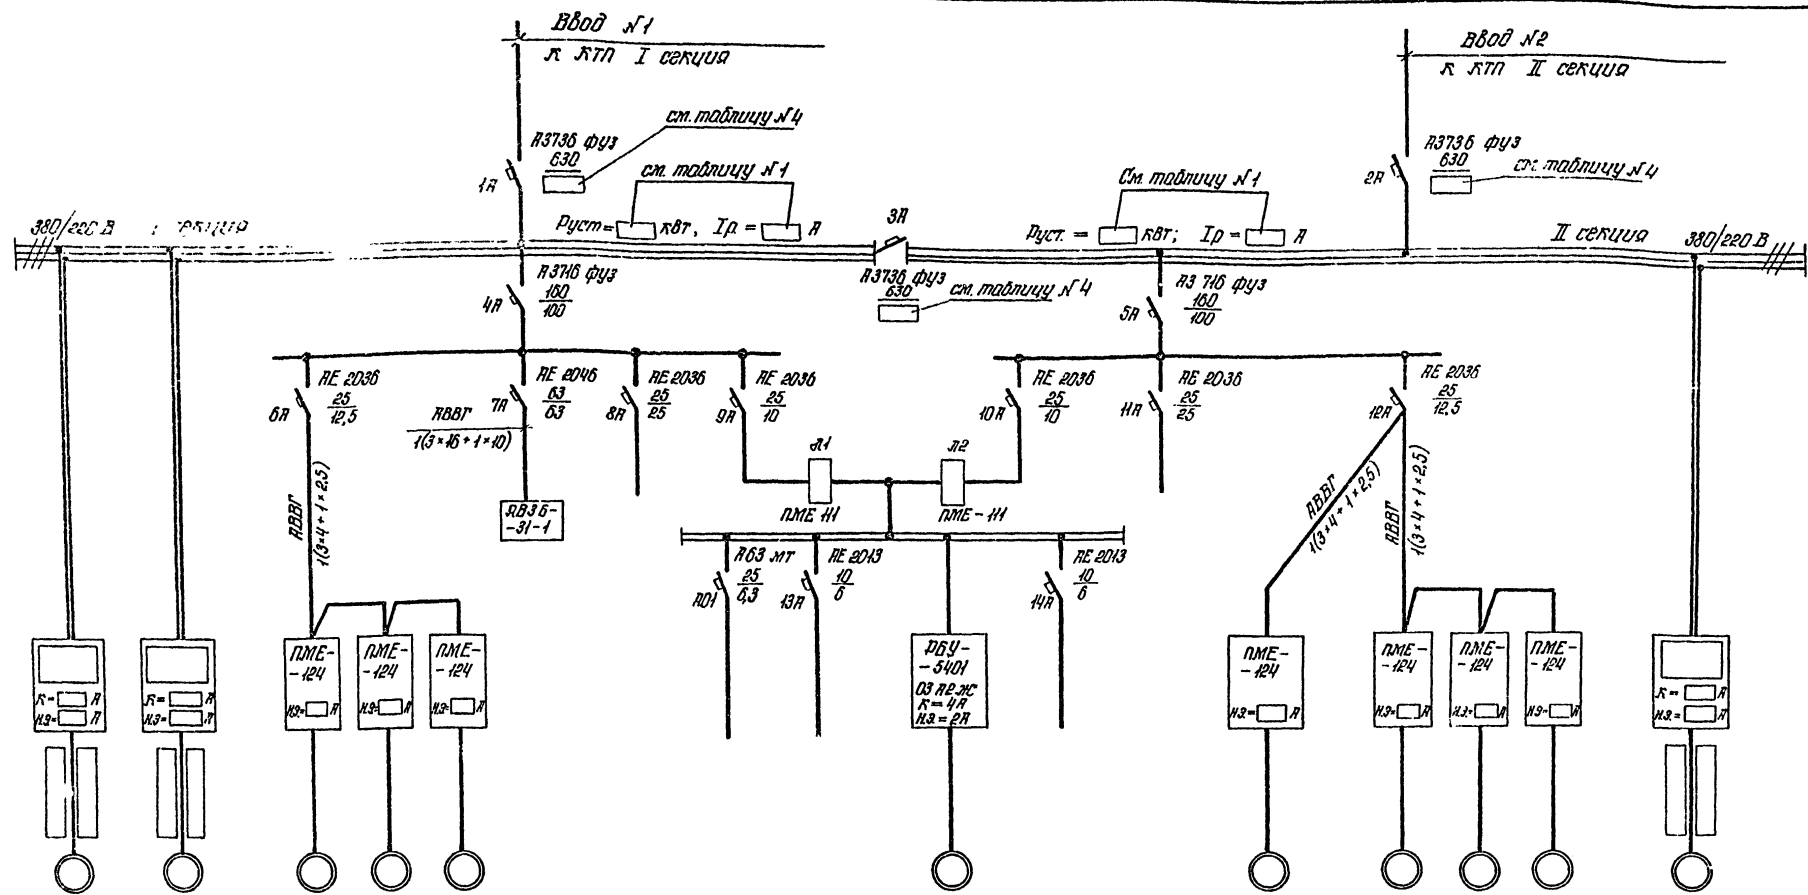 Ввод №1
к КТП I секция
Ввод №2
к КТП II секция
см. таблицу №4
А3736 фуз
630
1А
см. таблицу №1
Руст= кВт, Iр= А
380/220 В
секция
3А
А3736 фуз
630
см. таблицу №4
См. таблицу №1
Руст. = кВт; Iр= А
А3736 фуз
630
2А
см. таблицу №4
II секция
380/220 В
А3716 фуз
160
100
4А
А3716 фуз
160
100
5А
АЕ 2036
25
12,5
6А
АЕ 2046
63
63
7А
АВВГ
1(3×16+1×10)
АЕ 2036
25
25
8А
АЕ 2036
25
10
9А
АЕ 2036
25
10
10А
АЕ 2036
25
25
11А
АЕ 2036
25
12,5
12А
Л1
Л2
ПМЕ 111
ПМЕ-111
АВВГ
1(3×4+1×2,5)
ЯВЗБ-
-31-1
АВВГ
1(3×4+1×2,5)
АВВГ
1(3×4+1×2,5)
А63 МТ
25
6,3
А01
АЕ 2013
10
6
13А
АЕ 2013
10
6
14А
К= А
н.э.= А
К= А
н.э.= А
ПМЕ-
-124
н.э.= А
ПМЕ-
-124
н.э.= А
ПМЕ-
-124
н.э.= А
РБУ-
-5401
03 А2Ж
К=4А
н.э.=2А
ПМЕ-
-124
н.э.= А
ПМЕ-
-124
н.э.= А
ПМЕ-
-124
н.э.= А
ПМЕ-
-124
н.э.= А
К= А
н.э.= А